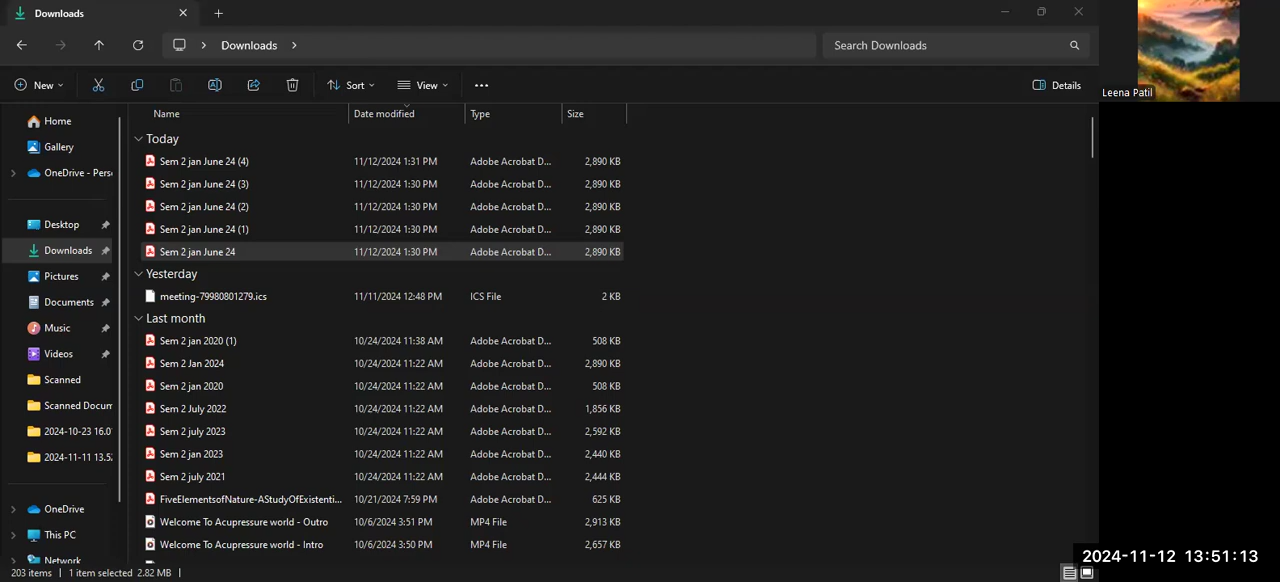 Downloads
Downloads
Search Downloads
Leena Patil
New Sort View Details
Name Date modified Type Size
Home
Gallery
OneDrive - Pers
Desktop
Downloads
Pictures
Documents
Music
Videos
Scanned
Scanned Docum
2024-10-23 16.0
2024-11-11 13.5
OneDrive
This PC
Network
Today
Sem 2 jan June 24 (4) 11/12/2024 1:31 PM Adobe Acrobat D... 2,890 KB
Sem 2 jan June 24 (3) 11/12/2024 1:30 PM Adobe Acrobat D... 2,890 KB
Sem 2 jan June 24 (2) 11/12/2024 1:30 PM Adobe Acrobat D... 2,890 KB
Sem 2 jan June 24 (1) 11/12/2024 1:30 PM Adobe Acrobat D... 2,890 KB
Sem 2 jan June 24 11/12/2024 1:30 PM Adobe Acrobat D... 2,890 KB
Yesterday
meeting-79980801279.ics 11/11/2024 12:48 PM ICS File 2 KB
Last month
Sem 2 jan 2020 (1) 10/24/2024 11:38 AM Adobe Acrobat D... 508 KB
Sem 2 Jan 2024 10/24/2024 11:22 AM Adobe Acrobat D... 2,890 KB
Sem 2 jan 2020 10/24/2024 11:22 AM Adobe Acrobat D... 508 KB
Sem 2 July 2022 10/24/2024 11:22 AM Adobe Acrobat D... 1,856 KB
Sem 2 july 2023 10/24/2024 11:22 AM Adobe Acrobat D... 2,592 KB
Sem 2 jan 2023 10/24/2024 11:22 AM Adobe Acrobat D... 2,440 KB
Sem 2 july 2021 10/24/2024 11:22 AM Adobe Acrobat D... 2,444 KB
FiveElementsofNature-AStudyOfExistenti... 10/21/2024 7:59 PM Adobe Acrobat D... 625 KB
Welcome To Acupressure world - Outro 10/6/2024 3:51 PM MP4 File 2,913 KB
Welcome To Acupressure world - Intro 10/6/2024 3:50 PM MP4 File 2,657 KB
203 items 1 item selected 2.82 MB
2024-11-12 13:51:13